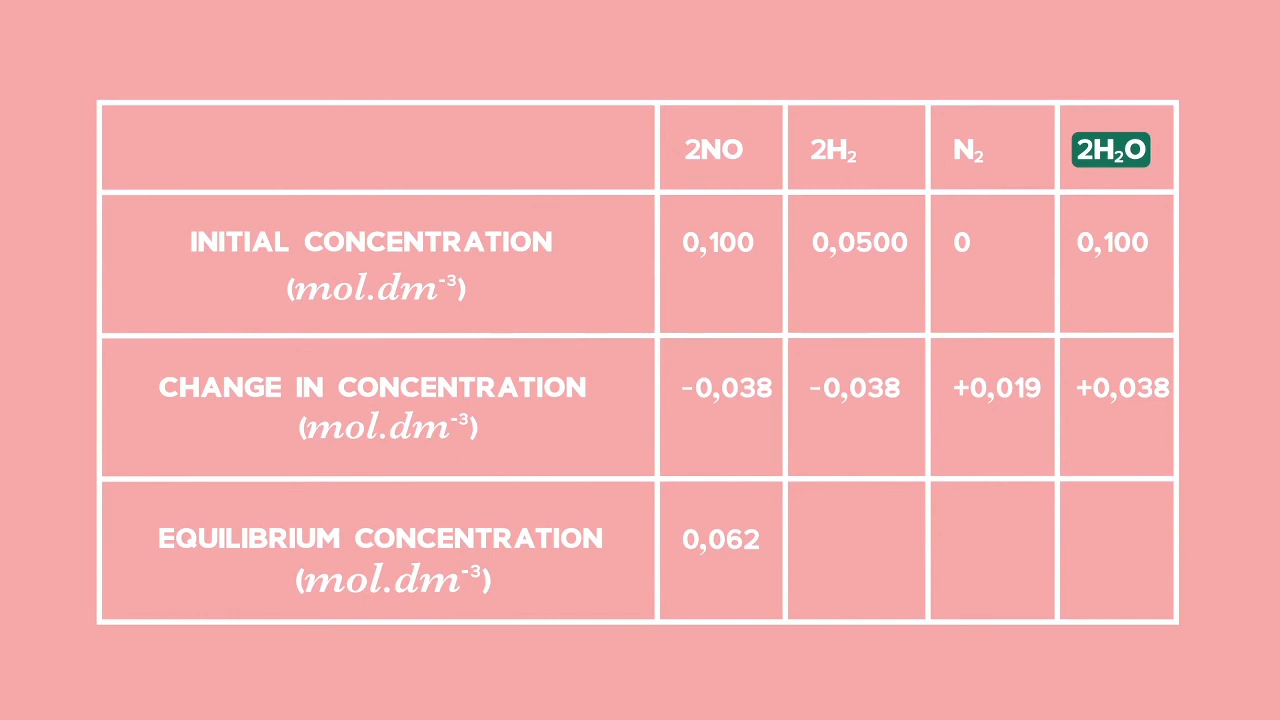 2NO 2H₂ N₂ 2H₂O
INITIAL CONCENTRATION 0,100 0,0500 0 0,100
(mol.dm⁻³)
CHANGE IN CONCENTRATION -0,038 -0,038 +0,019 +0,038
(mol.dm⁻³)
EQUILIBRIUM CONCENTRATION 0,062
(mol.dm⁻³)